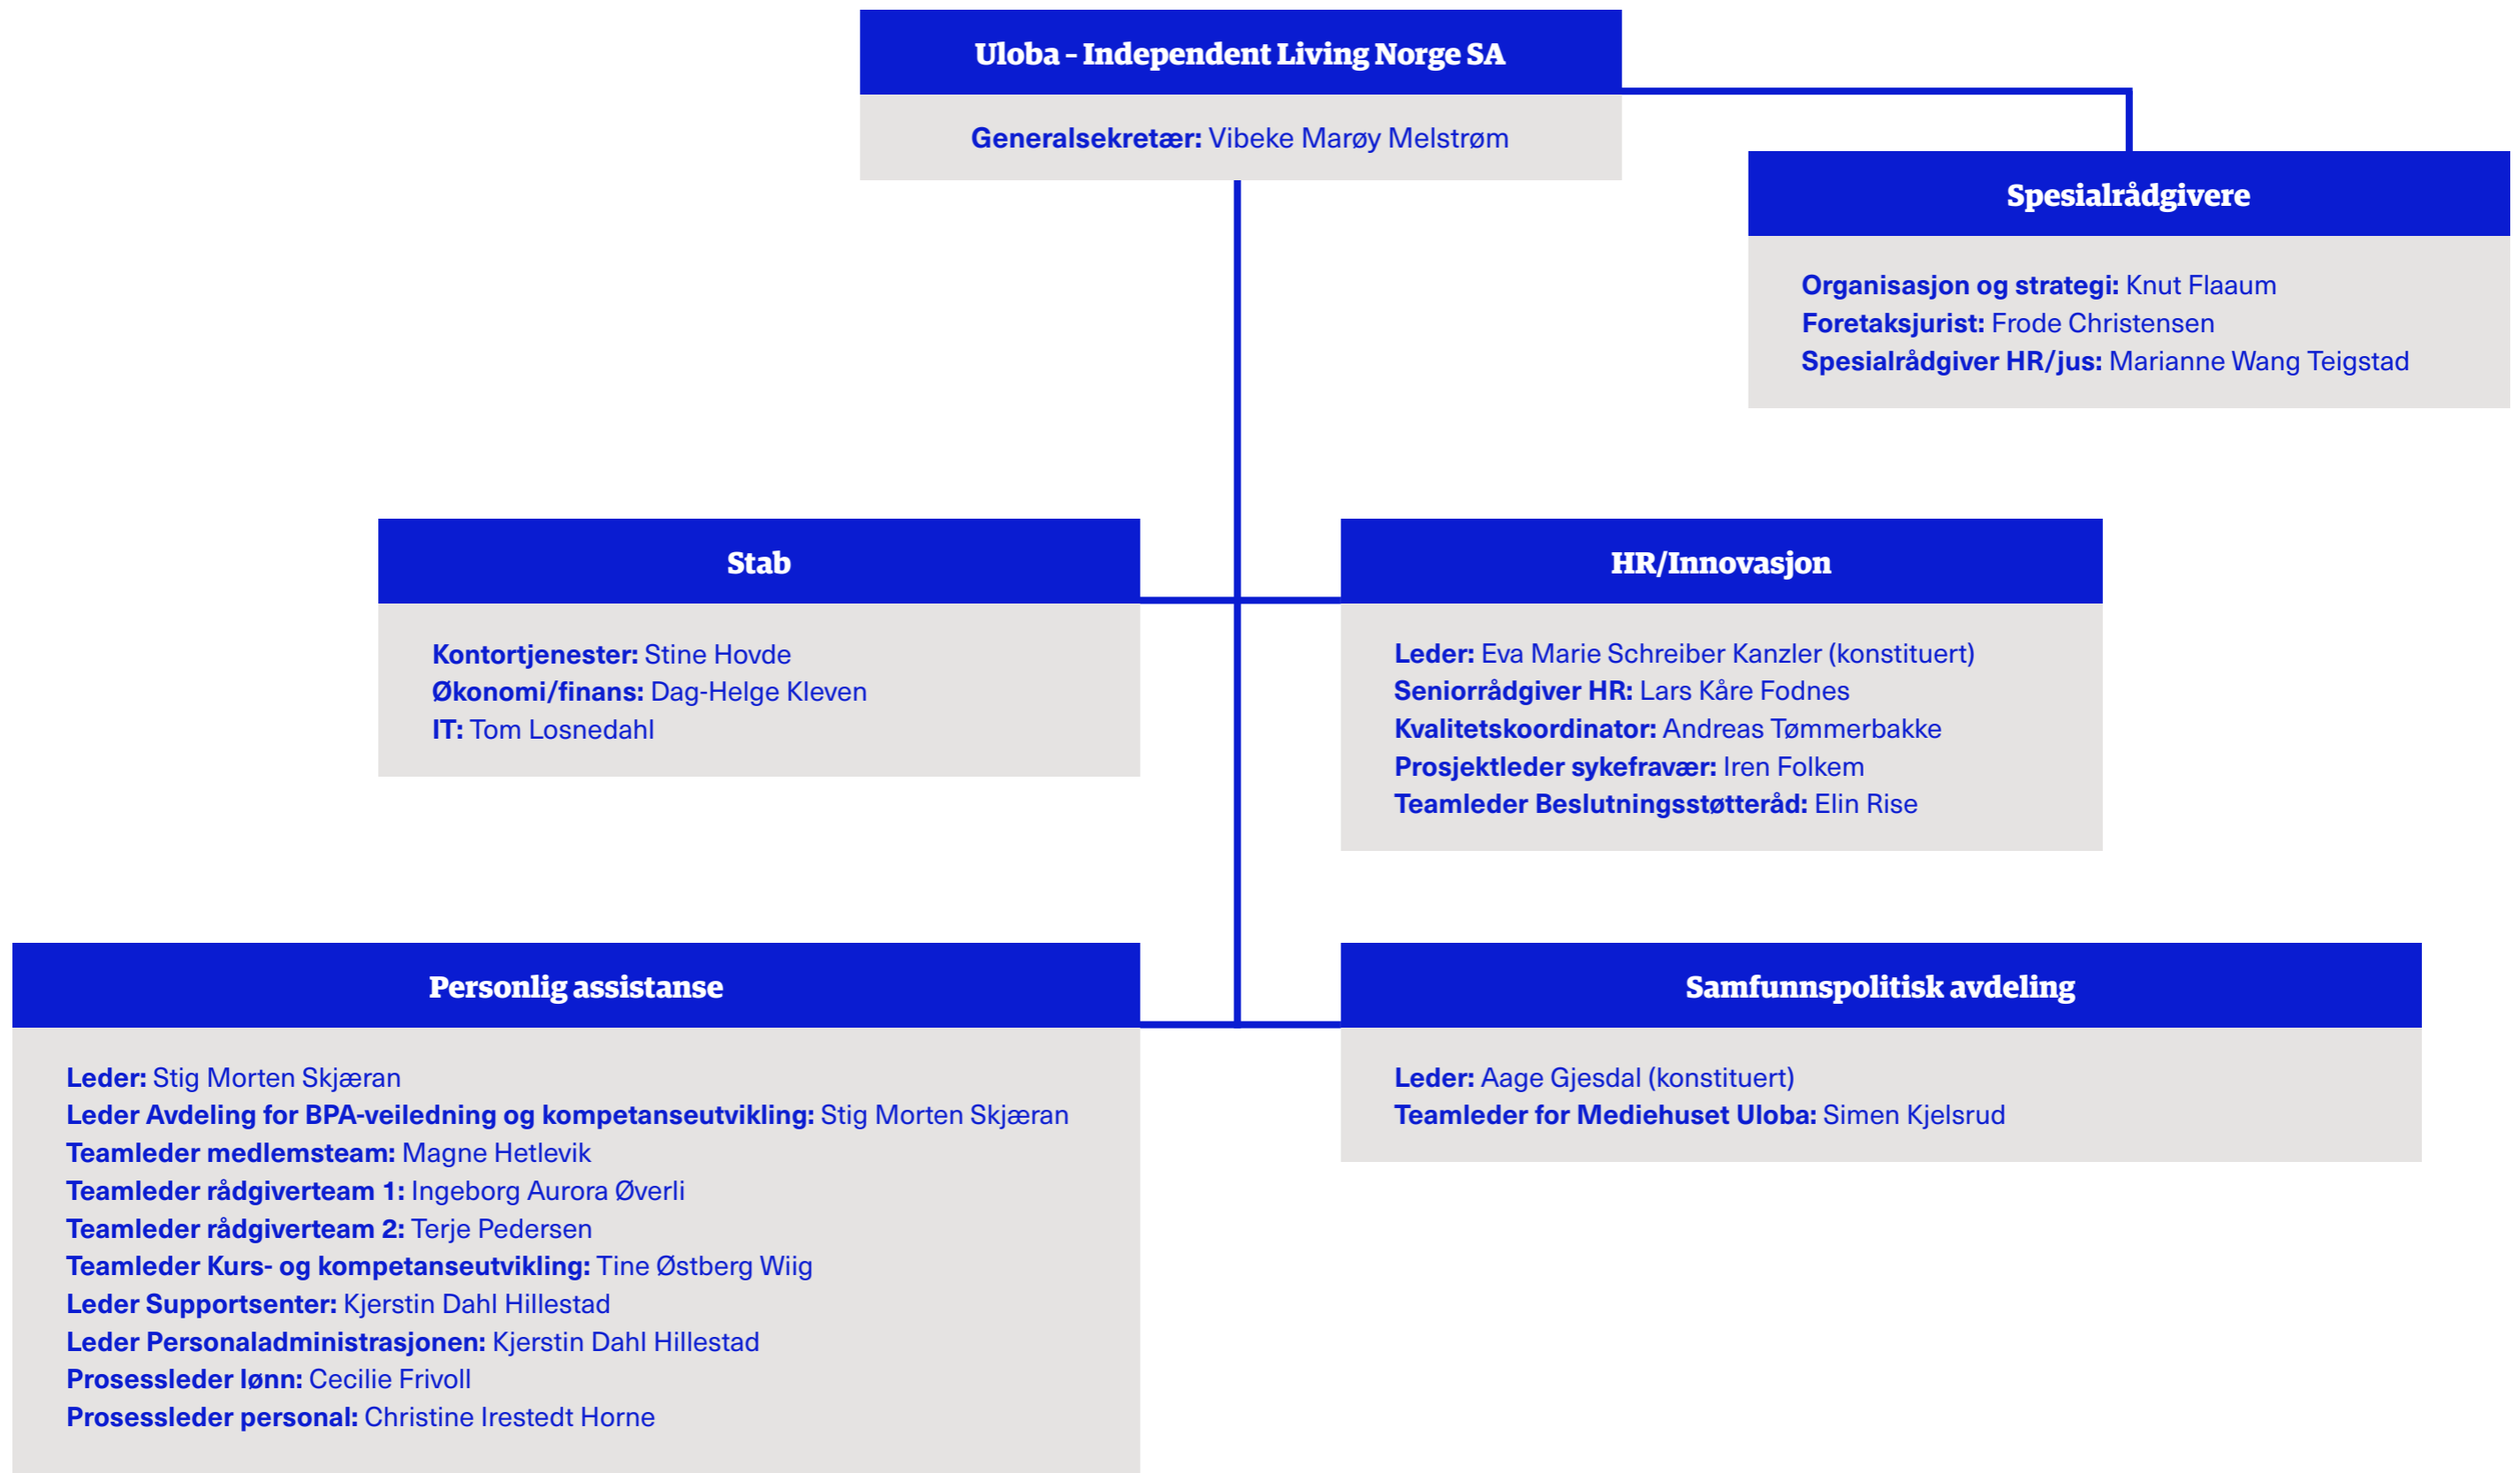 Uloba – Independent Living Norge SA
Generalsekretær: Vibeke Marøy Melstrøm
Spesialrådgivere
Organisasjon og strategi: Knut Flaaum
Foretaksjurist: Frode Christensen
Spesialrådgiver HR/jus: Marianne Wang Teigstad
Stab
Kontortjenester: Stine Hovde
Økonomi/finans: Dag-Helge Kleven
IT: Tom Losnedahl
HR/Innovasjon
Leder: Eva Marie Schreiber Kanzler (konstituert)
Seniorrådgiver HR: Lars Kåre Fodnes
Kvalitetskoordinator: Andreas Tømmerbakke
Prosjektleder sykefravær: Iren Folkem
Teamleder Beslutningsstøtteråd: Elin Rise
Personlig assistanse
Leder: Stig Morten Skjæran
Leder Avdeling for BPA-veiledning og kompetanseutvikling: Stig Morten Skjæran
Teamleder medlemsteam: Magne Hetlevik
Teamleder rådgiverteam 1: Ingeborg Aurora Øverli
Teamleder rådgiverteam 2: Terje Pedersen
Teamleder Kurs- og kompetanseutvikling: Tine Østberg Wiig
Leder Supportsenter: Kjerstin Dahl Hillestad
Leder Personaladministrasjonen: Kjerstin Dahl Hillestad
Prosessleder lønn: Cecilie Frivoll
Prosessleder personal: Christine Irestedt Horne
Samfunnspolitisk avdeling
Leder: Aage Gjesdal (konstituert)
Teamleder for Mediehuset Uloba: Simen Kjelsrud